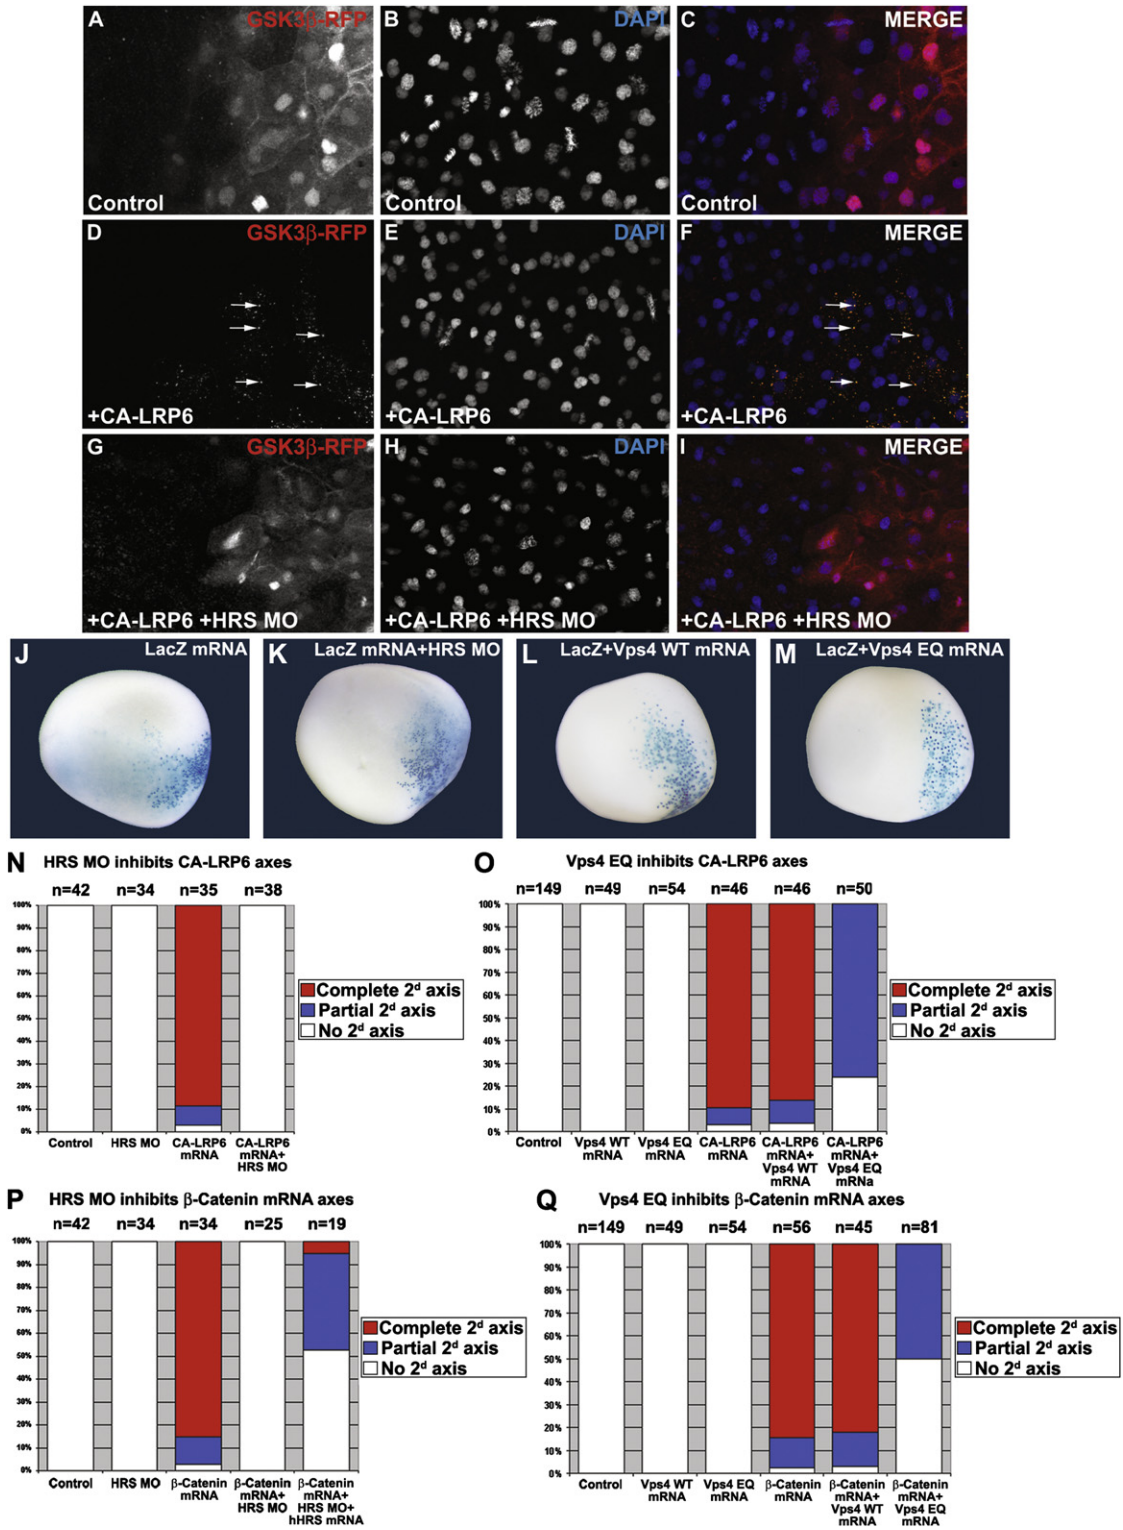 A GSK3β-RFP
B DAPI
C MERGE
Control
Control
Control
D GSK3β-RFP
E DAPI
F MERGE
+CA-LRP6
+CA-LRP6
+CA-LRP6
G GSK3β-RFP
H DAPI
I MERGE
+CA-LRP6 +HRS MO
+CA-LRP6 +HRS MO
+CA-LRP6 +HRS MO
J LacZ mRNA
K LacZ mRNA+HRS MO
L LacZ+Vps4 WT mRNA
M LacZ+Vps4 EQ mRNA
N HRS MO inhibits CA-LRP6 axes
n=42 n=34 n=35 n=38
100%
90%
80%
70%
60%
50%
40%
30%
20%
10%
0%
Control
HRS MO
CA-LRP6
mRNA
CA-LRP6
mRNA+
HRS MO
Complete 2d axis
Partial 2d axis
No 2d axis
O Vps4 EQ inhibits CA-LRP6 axes
n=149 n=49 n=54 n=46 n=46 n=50
100%
90%
80%
70%
60%
50%
40%
30%
20%
10%
0%
Control
Vps4 WT
mRNA
Vps4 EQ
mRNA
CA-LRP6
mRNA
CA-LRP6
mRNA+
Vps4 WT
mRNA
CA-LRP6
mRNA+
Vps4 EQ
mRNa
Complete 2d axis
Partial 2d axis
No 2d axis
P HRS MO inhibits β-Catenin mRNA axes
n=42 n=34 n=34 n=25 n=19
100%
90%
80%
70%
60%
50%
40%
30%
20%
10%
0%
Control
HRS MO
β-Catenin
mRNA
β-Catenin
mRNA+
HRS MO
β-Catenin
mRNA+
HRS MO+
hHRS mRNA
Complete 2d axis
Partial 2d axis
No 2d axis
Q Vps4 EQ inhibits β-Catenin mRNA axes
n=149 n=49 n=54 n=56 n=45 n=81
100%
90%
80%
70%
60%
50%
40%
30%
20%
10%
0%
Control
Vps4 WT
mRNA
Vps4 EQ
mRNA
β-Catenin
mRNA
β-Catenin
mRNA+
Vps4 WT
mRNA
β-Catenin
mRNA+
Vps4 EQ
mRNA
Complete 2d axis
Partial 2d axis
No 2d axis